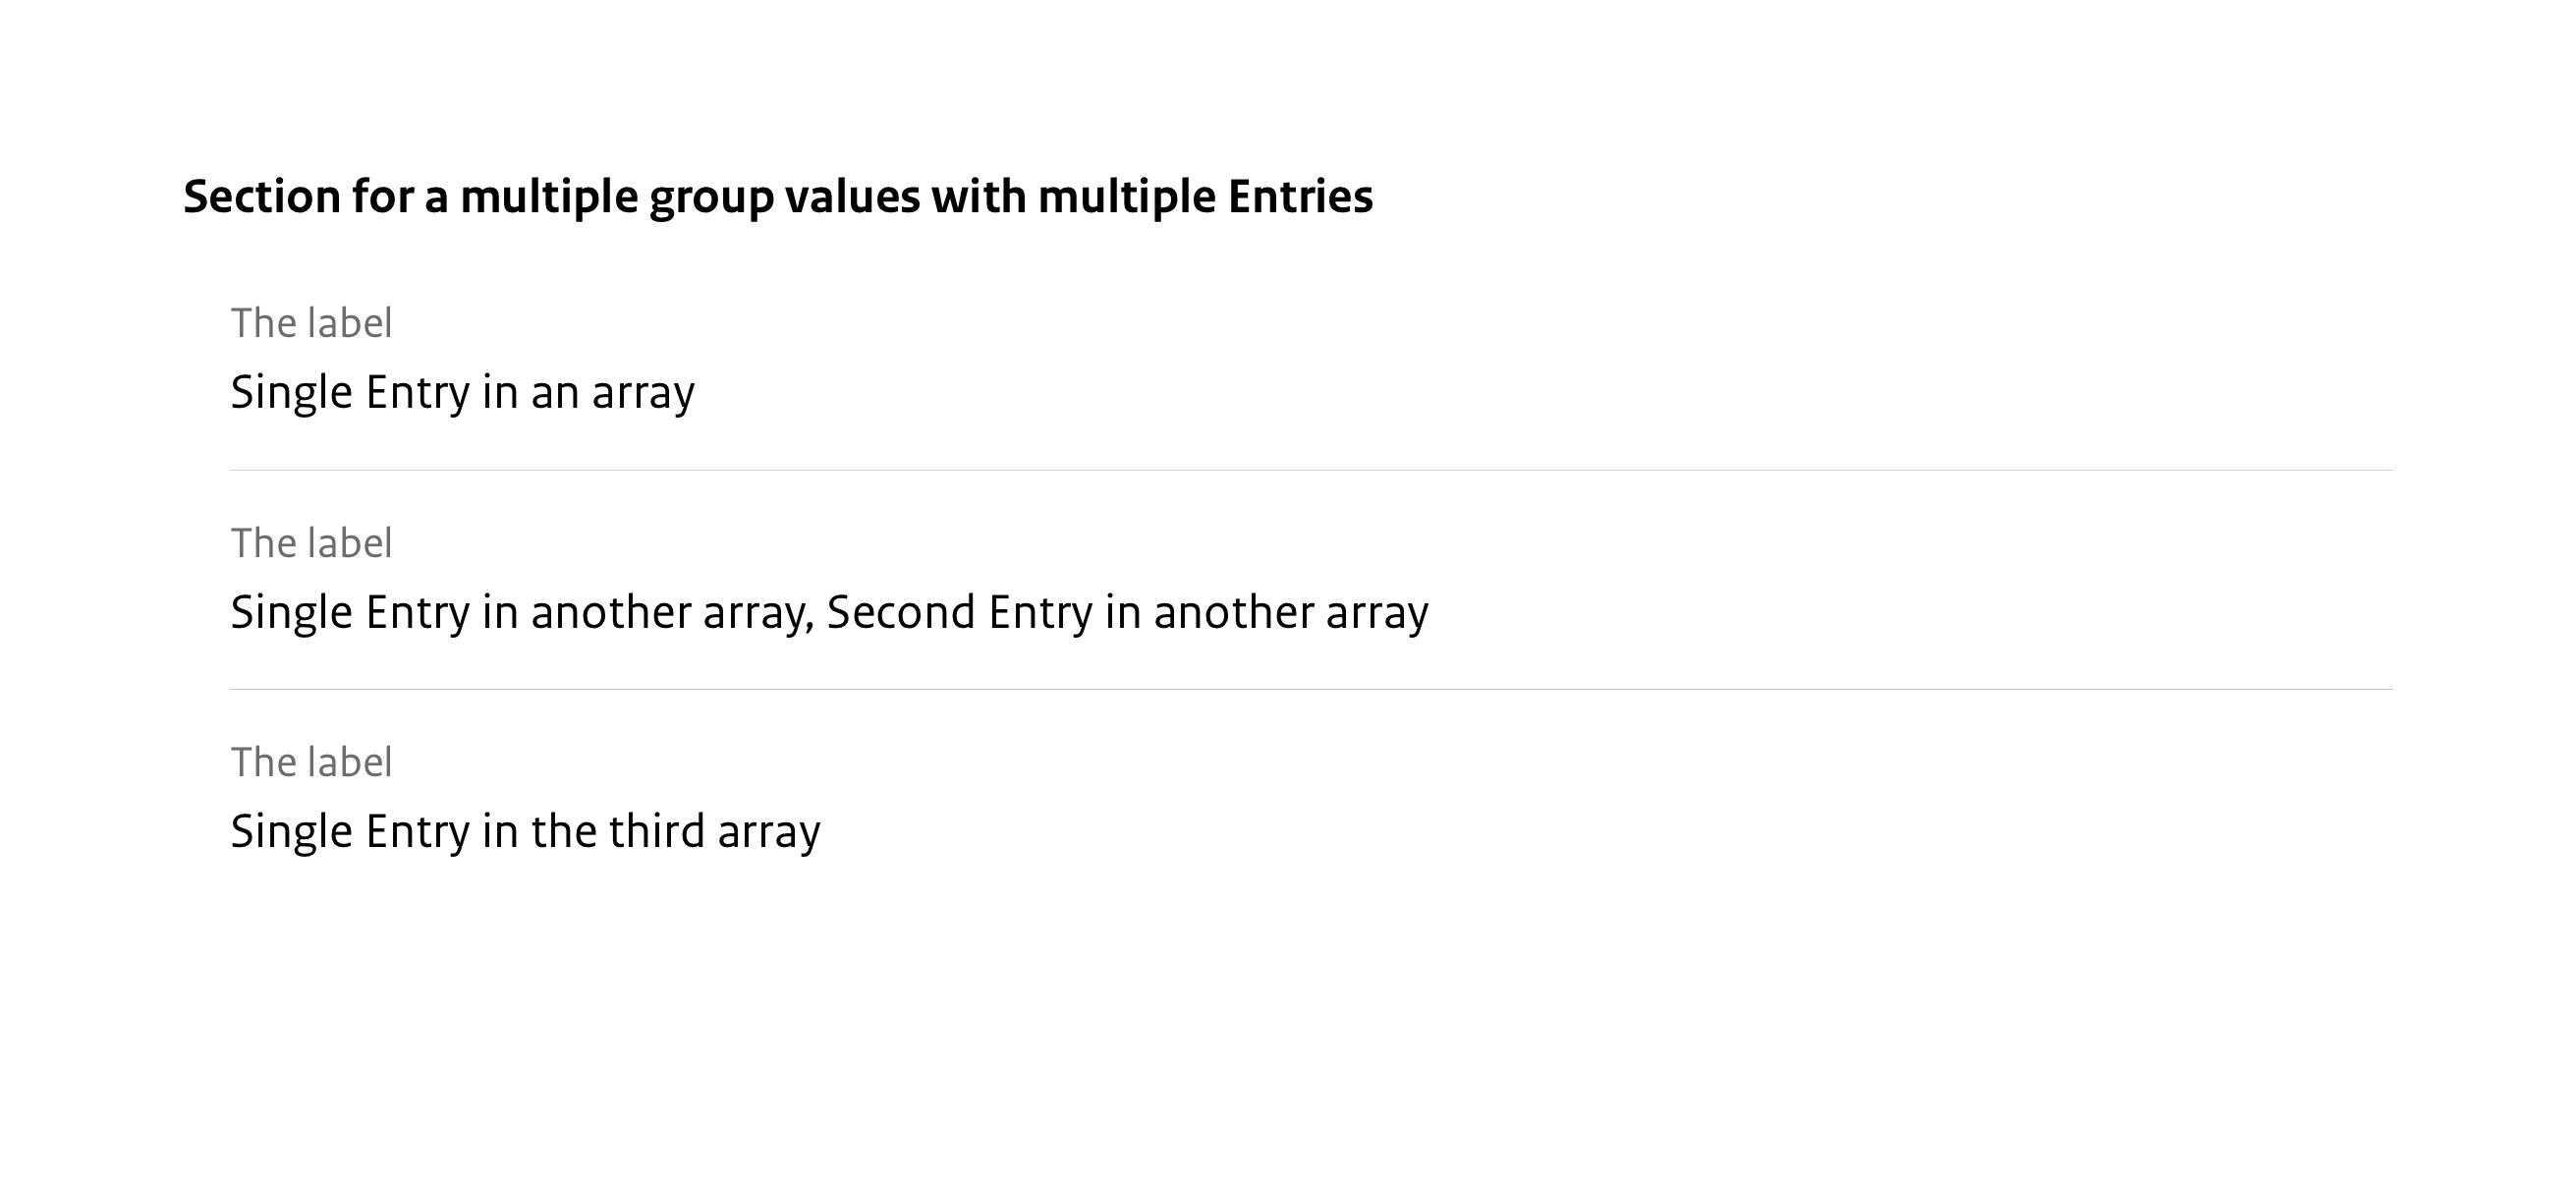 Section for a multiple group values with multiple Entries
The label
Single Entry in an array
The label
Single Entry in another array, Second Entry in another array
The label
Single Entry in the third array